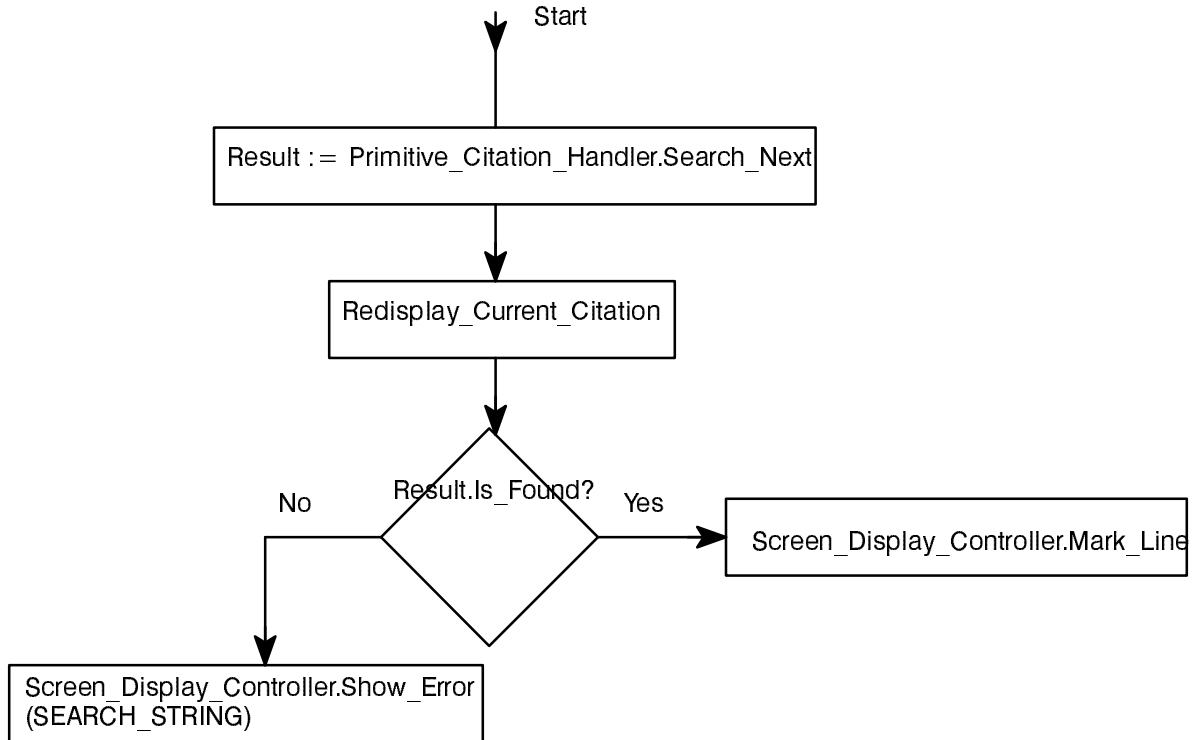 Start
Result := Primitive_Citation_Handler.Search_Next
Redisplay_Current_Citation
Result.Is_Found?
No
Yes
Screen_Display_Controller.Mark_Line
Screen_Display_Controller.Show_Error
(SEARCH_STRING)